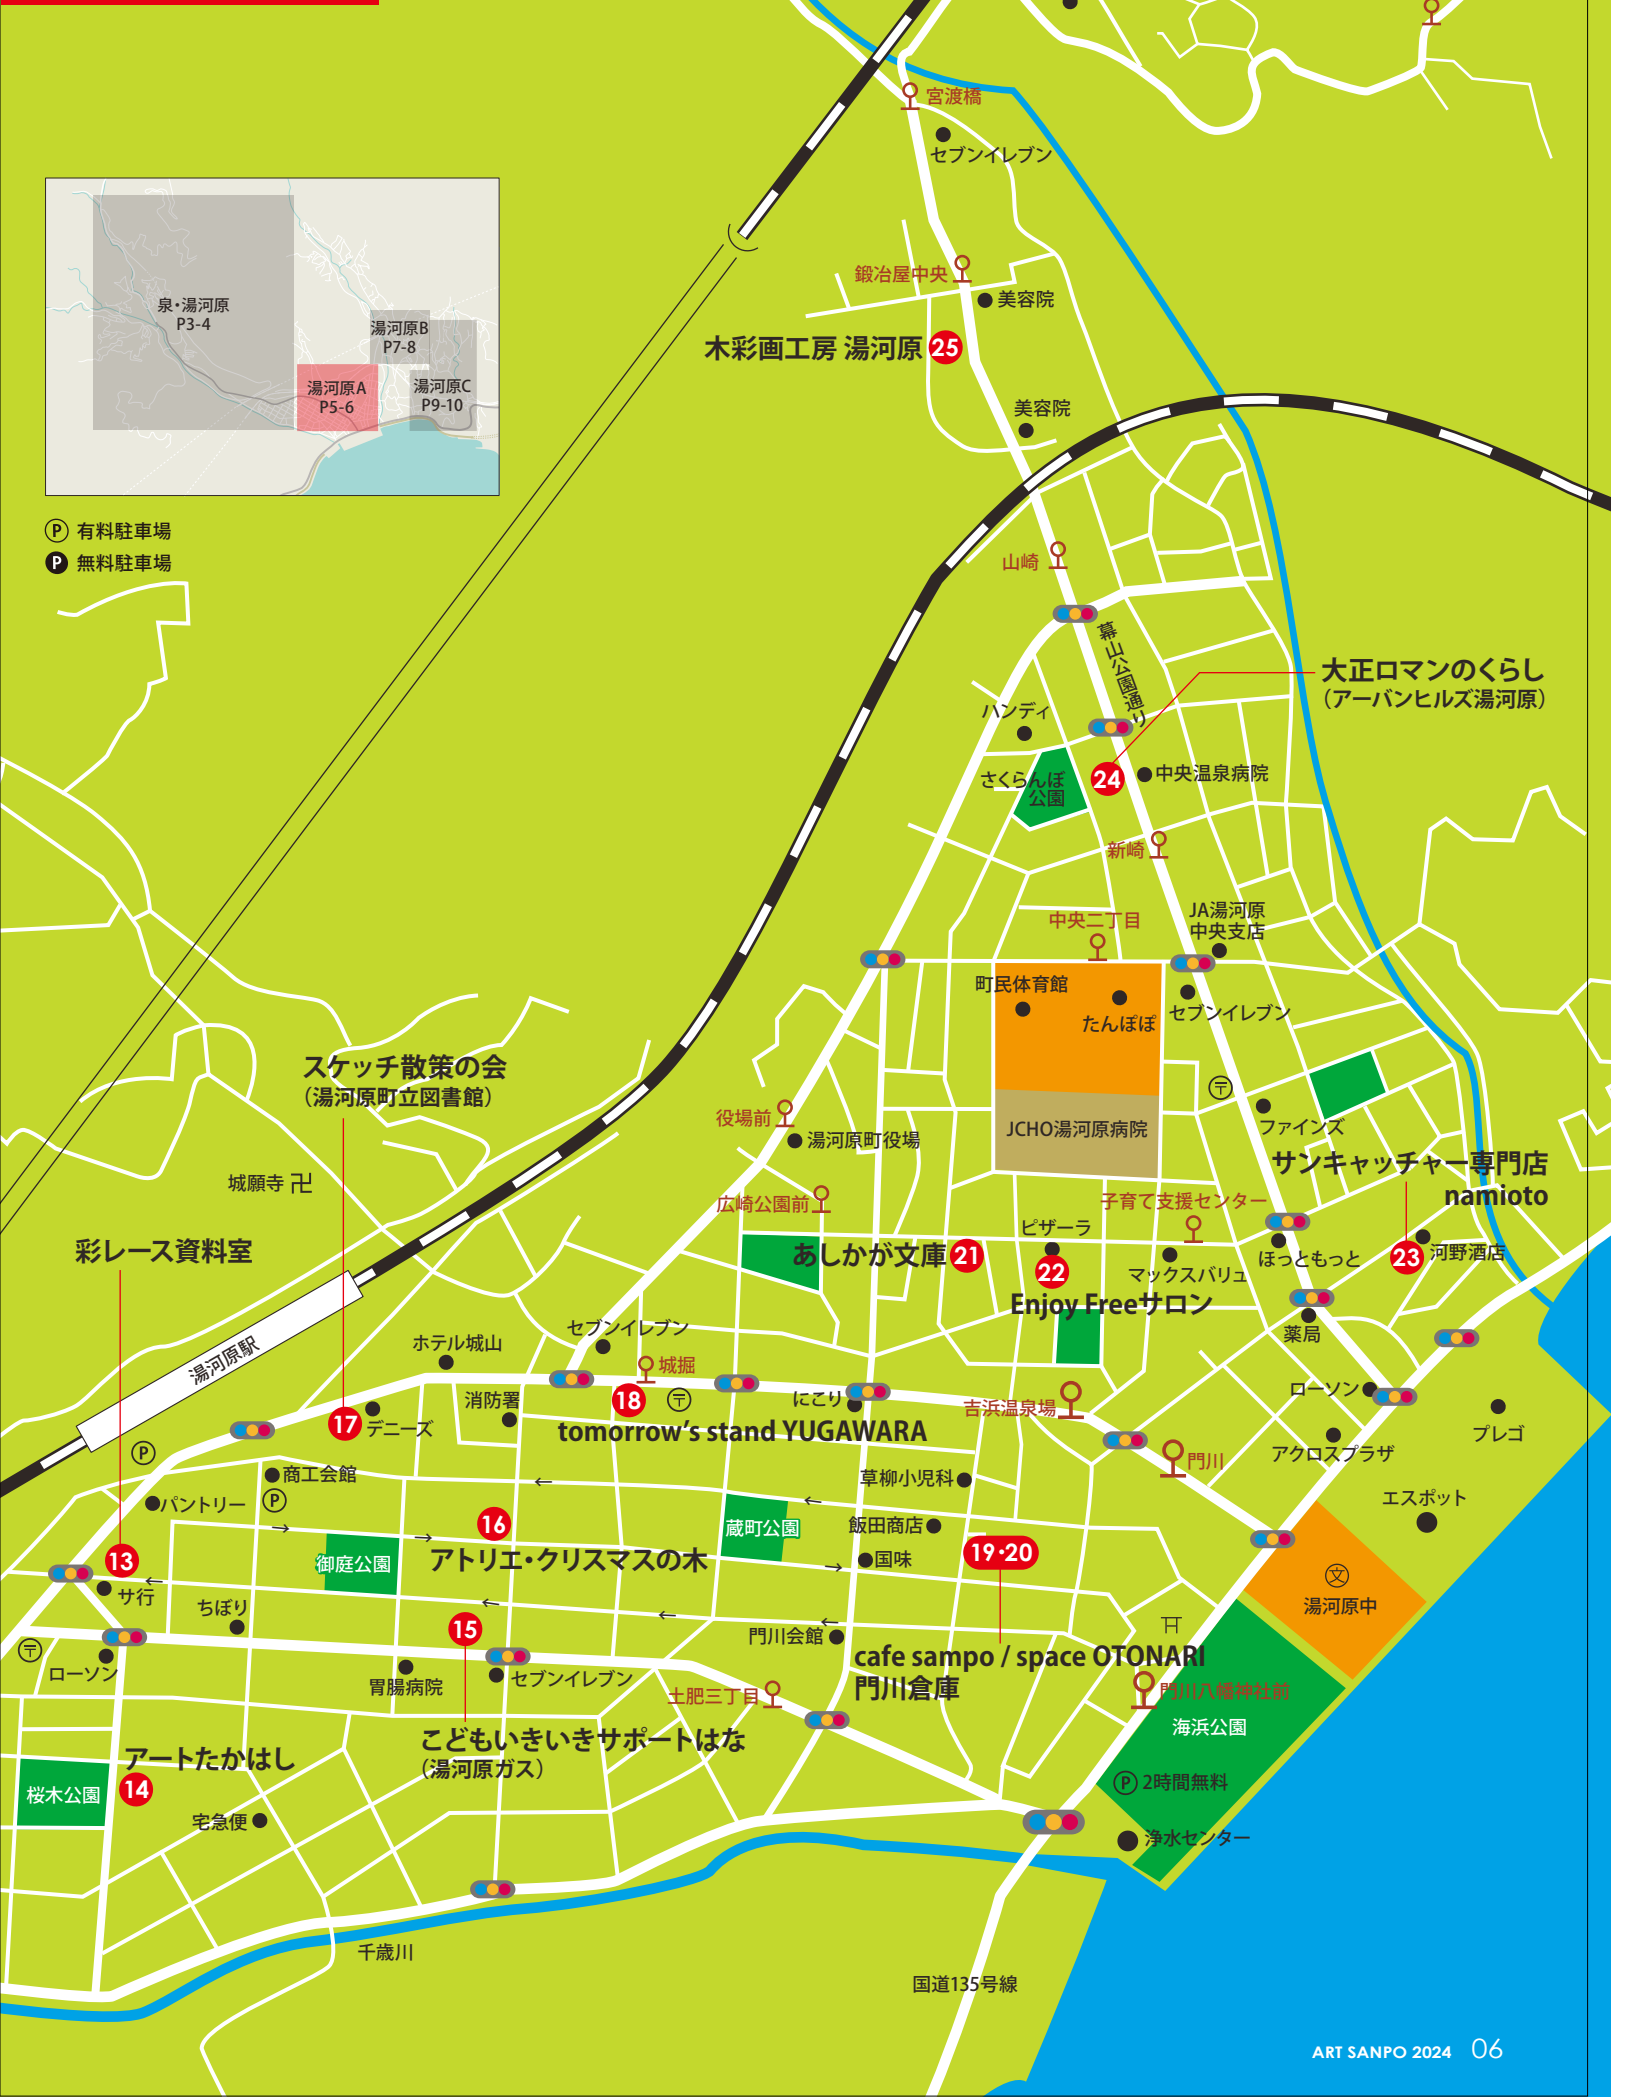 宮渡橋
セブンイレブン
泉・湯河原
P3-4
湯河原B
P7-8
湯河原A
P5-6
湯河原C
P9-10
鍛冶屋中央
美容院
木彩画工房 湯河原 25
美容院
P 有料駐車場
P 無料駐車場
山崎
幕山公園通り
大正ロマンのくらし
（アーバンヒルズ湯河原）
ハンディ
さくらんぼ
公園
24
中央温泉病院
新崎
中央二丁目
JA湯河原
中央支店
町民体育館
たんぽぽ
セブンイレブン
スケッチ散策の会
（湯河原町立図書館）
〒
ファインズ
役場前
湯河原町役場
JCHO湯河原病院
サンキャッチャー専門店
namioto
城願寺 卍
広崎公園前
子育て支援センター
ピザーラ
彩レース資料室
あしかが文庫 21
22
マックスバリュ
ほっともっと
23
河野酒店
Enjoy Freeサロン
湯河原駅
ホテル城山
セブンイレブン
薬局
城堀
にこり
ローソン
18
〒
消防署
吉浜温泉場
プレゴ
17
デニーズ
tomorrow's stand YUGAWARA
P
門川
アクロスプラザ
商工会館
草柳小児科
エスポット
パントリー
P
16
蔵町公園
飯田商店
13
御庭公園
アトリエ・クリスマスの木
国味
19・20
文
サ行
湯河原中
ちぼり
15
門川会館
〒
ローソン
胃腸病院
セブンイレブン
cafe sampo / space OTONARI
門川倉庫
土肥三丁目
門川八幡神社前
海浜公園
こどもいきいきサポートはな
（湯河原ガス）
アートたかはし
桜木公園
14
P 2時間無料
宅急便
浄水センター
千歳川
国道135号線
ART SANPO 2024 06